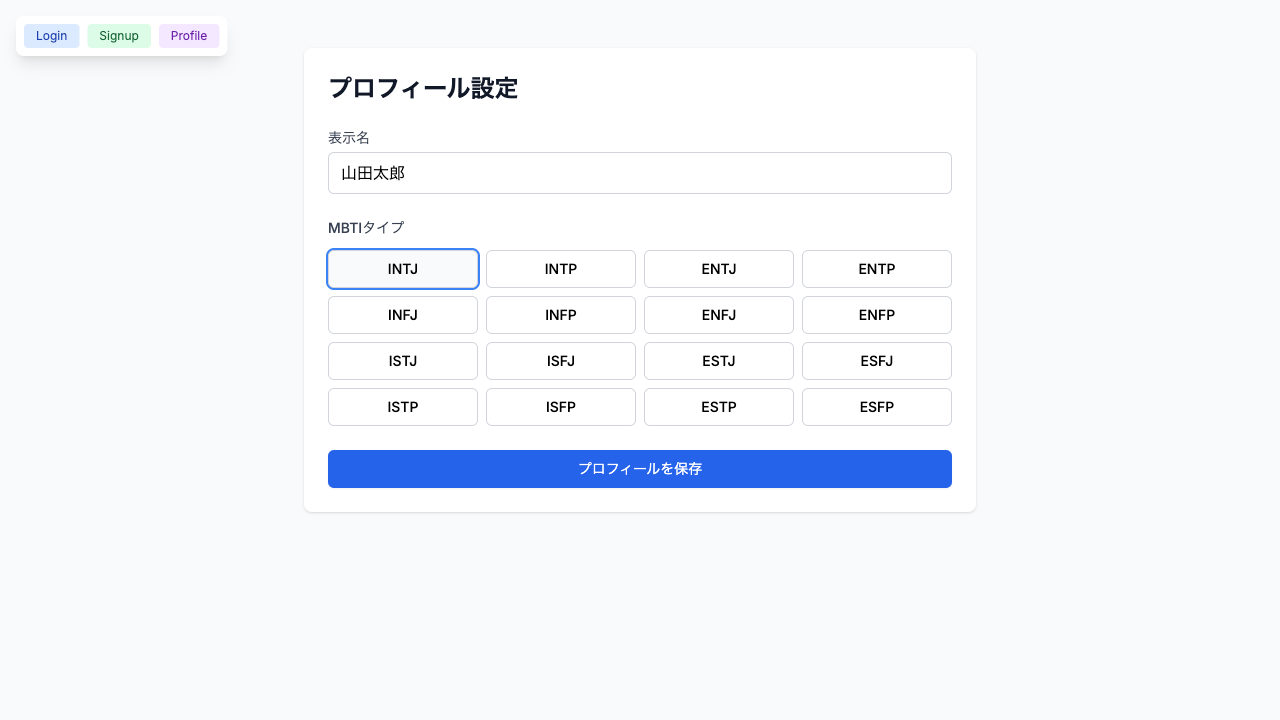 Login Signup Profile
プロフィール設定
表示名
山田太郎
MBTIタイプ
INTJ INTP ENTJ ENTP
INFJ INFP ENFJ ENFP
ISTJ ISFJ ESTJ ESFJ
ISTP ISFP ESTP ESFP
プロフィールを保存